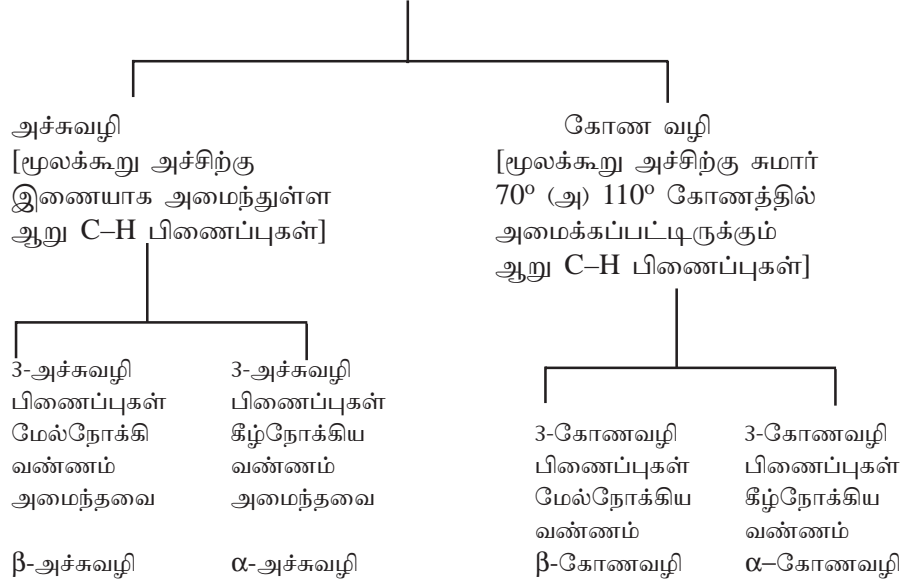 அச்சுவழி
[மூலக்கூறு அச்சிற்கு
இணையாக அமைந்துள்ள
ஆறு C–H பிணைப்புகள்]
கோண வழி
[மூலக்கூறு அச்சிற்கு சுமார்
70º (அ) 110º கோணத்தில்
அமைக்கப்பட்டிருக்கும்
ஆறு C–H பிணைப்புகள்]
3-அச்சுவழி
பிணைப்புகள்
மேல்நோக்கி
வண்ணம்
அமைந்தவை
β-அச்சுவழி
3-அச்சுவழி
பிணைப்புகள்
கீழ்நோக்கிய
வண்ணம்
அமைந்தவை
α-அச்சுவழி
3-கோணவழி
பிணைப்புகள்
மேல்நோக்கிய
வண்ணம்
β-கோணவழி
3-கோணவழி
பிணைப்புகள்
கீழ்நோக்கிய
வண்ணம்
α–கோணவழி